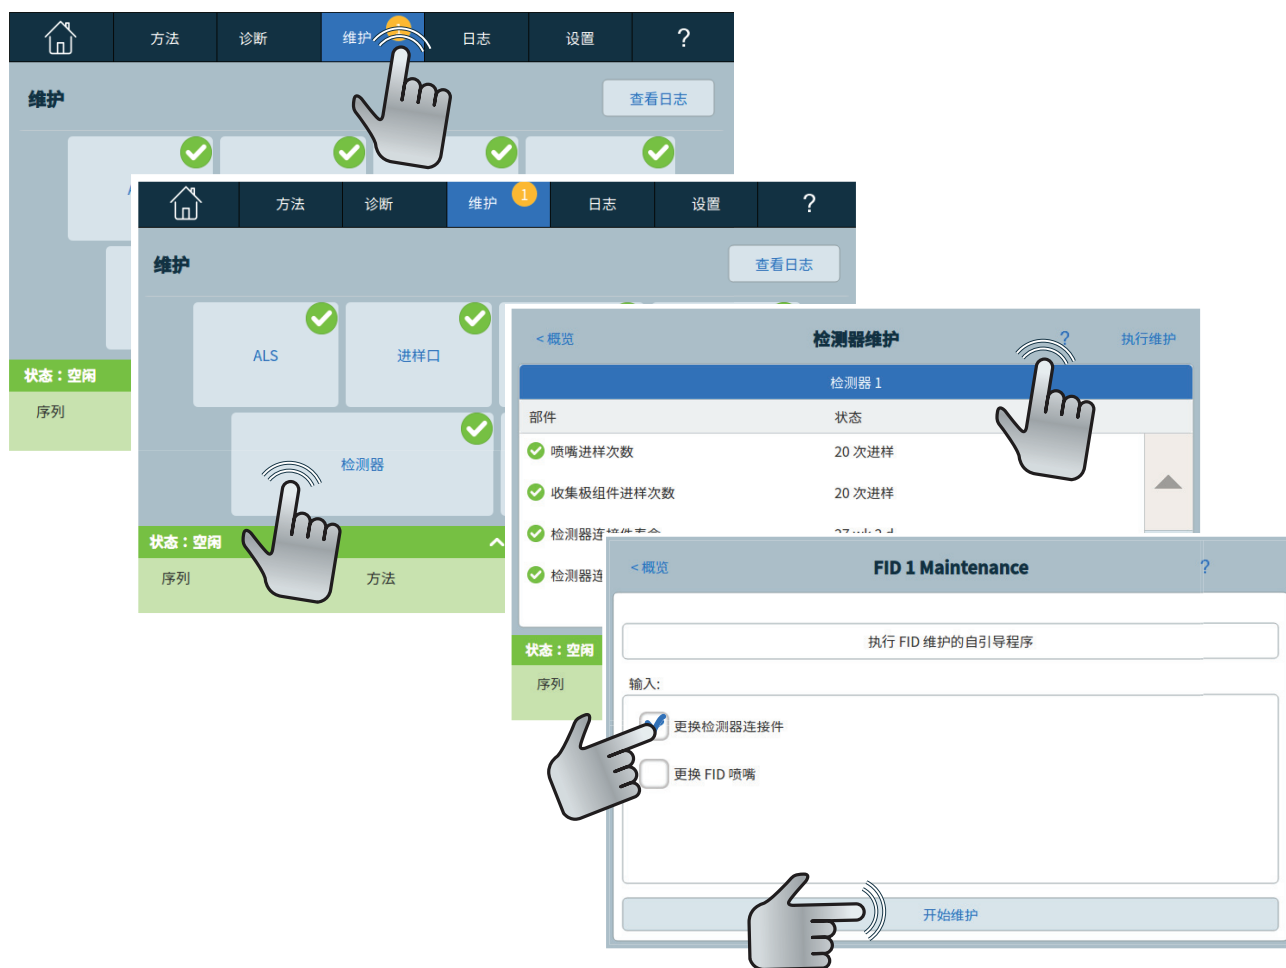 方法 诊断 维护 日志 设置 ?
维护 查看日志
状态：空闲
序列
方法 诊断 维护 1 日志 设置 ?
维护 查看日志
ALS 进样口
检测器
状态：空闲
序列 方法
<概览 检测器维护 ? 执行维护
检测器 1
部件 状态
喷嘴进样次数 20 次进样
收集极组件进样次数 20 次进样
检测器连
状态：空闲
序列
<概览 FID 1 Maintenance ?
执行 FID 维护的自引导程序
输入:
更换检测器连接件
更换 FID 喷嘴
开始维护